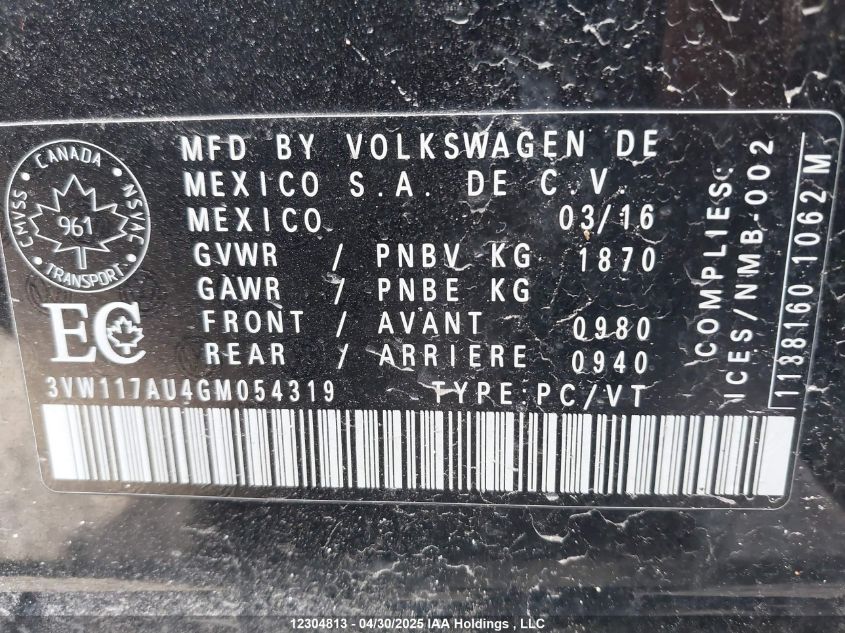 CANADA
CMVSS
NSVAC
961
TRANSPORT
EC
MFD BY VOLKSWAGEN DE
MEXICO S.A. DE C.V.
MEXICO 03/16
GVWR / PNBV KG 1870
GAWR / PNBE KG
FRONT / AVANT 0980
REAR / ARRIERE 0940
3VW117AU4GM054319 TYPE:PC/VT
COMPLIES:
ICES/NMB-002
1138160 1062 M
12304813 - 04/30/2025 IAA Holdings , LLC